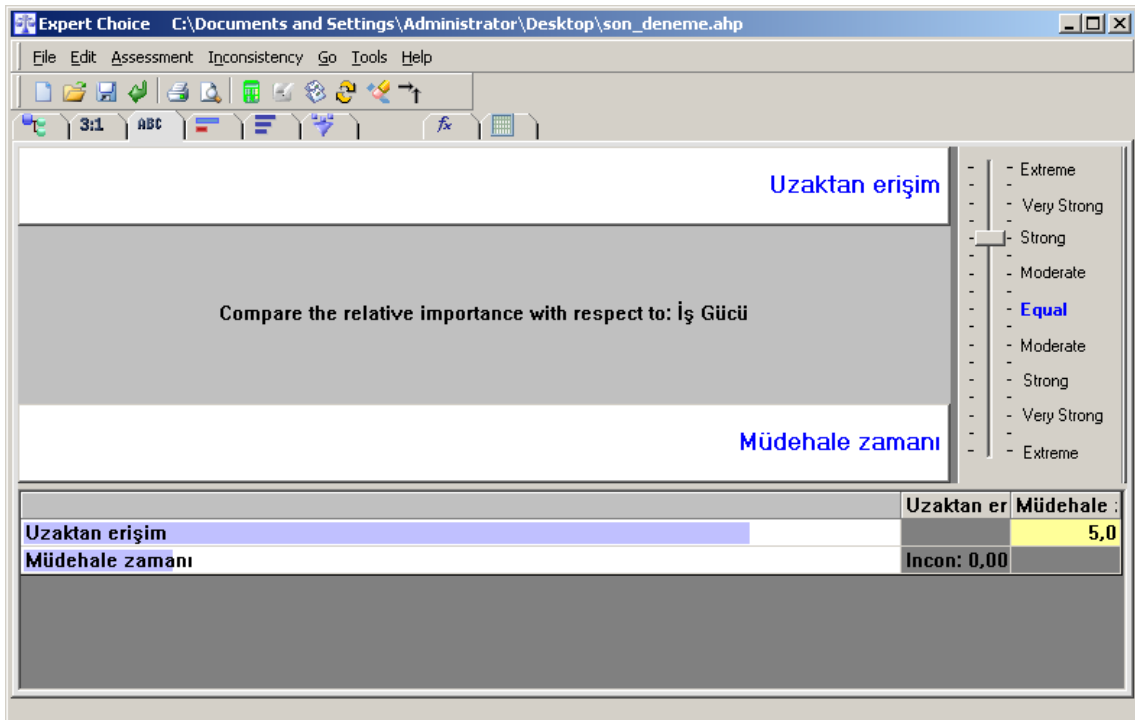 Expert Choice C:\Documents and Settings\Administrator\Desktop\son_deneme.ahp
File Edit Assessment Inconsistency Go Tools Help
3:1 ABC fx
Uzaktan erişim
Compare the relative importance with respect to: İş Gücü
Müdehale zamanı
Extreme
Very Strong
Strong
Moderate
Equal
Moderate
Strong
Very Strong
Extreme
Uzaktan er Müdehale :
Uzaktan erişim 5,0
Müdehale zamanı Incon: 0,00